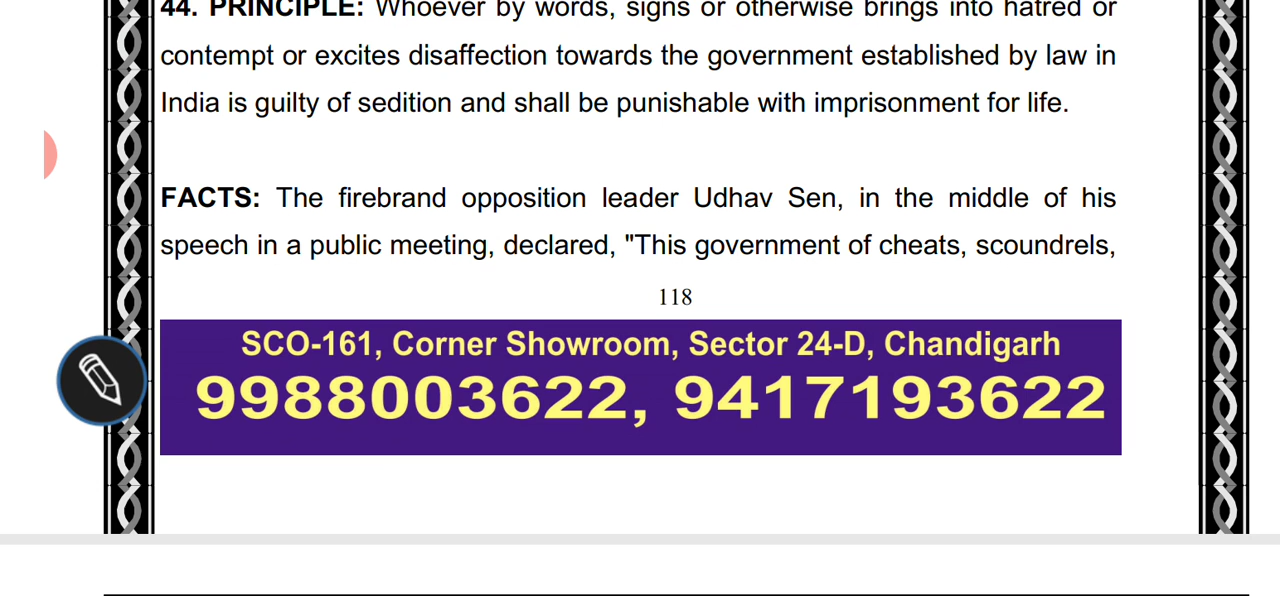 44. PRINCIPLE: Whoever by words, signs or otherwise brings into hatred or
contempt or excites disaffection towards the government established by law in
India is guilty of sedition and shall be punishable with imprisonment for life.
FACTS: The firebrand opposition leader Udhav Sen, in the middle of his
speech in a public meeting, declared, "This government of cheats, scoundrels,
118
SCO-161, Corner Showroom, Sector 24-D, Chandigarh
9988003622, 9417193622